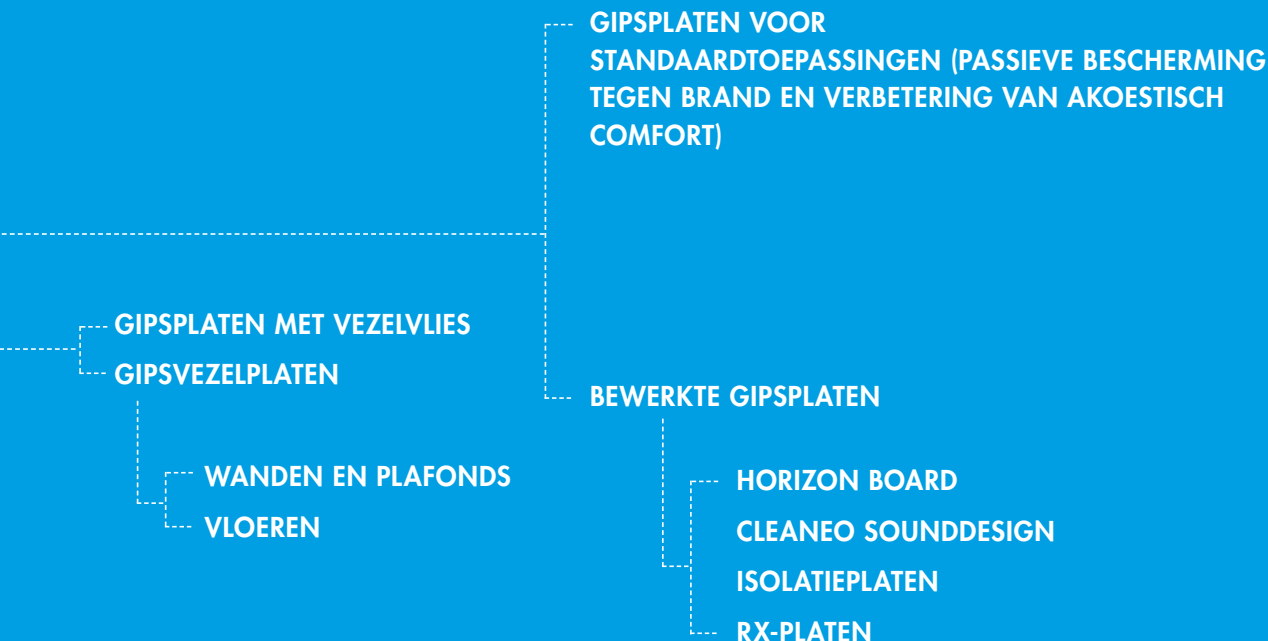 GIPSPLATEN VOOR
STANDAARDTOEPASSINGEN (PASSIEVE BESCHERMING
TEGEN BRAND EN VERBETERING VAN AKOESTISCH
COMFORT)
GIPSPLATEN MET VEZELVLIES
GIPSVEZELPLATEN
WANDEN EN PLAFONDS
VLOEREN
BEWERKTE GIPSPLATEN
HORIZON BOARD
CLEANEO SOUNDDESIGN
ISOLATIEPLATEN
RX-PLATEN